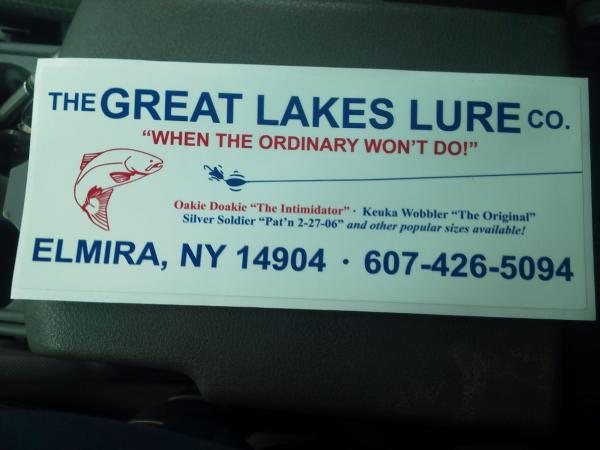 THE GREAT LAKES LURE CO.
"WHEN THE ORDINARY WON'T DO!"
Oakie Doakie "The Intimidator" · Keuka Wobbler "The Original"
Silver Soldier "Pat'n 2-27-06" and other popular sizes available!
ELMIRA, NY 14904 · 607-426-5094